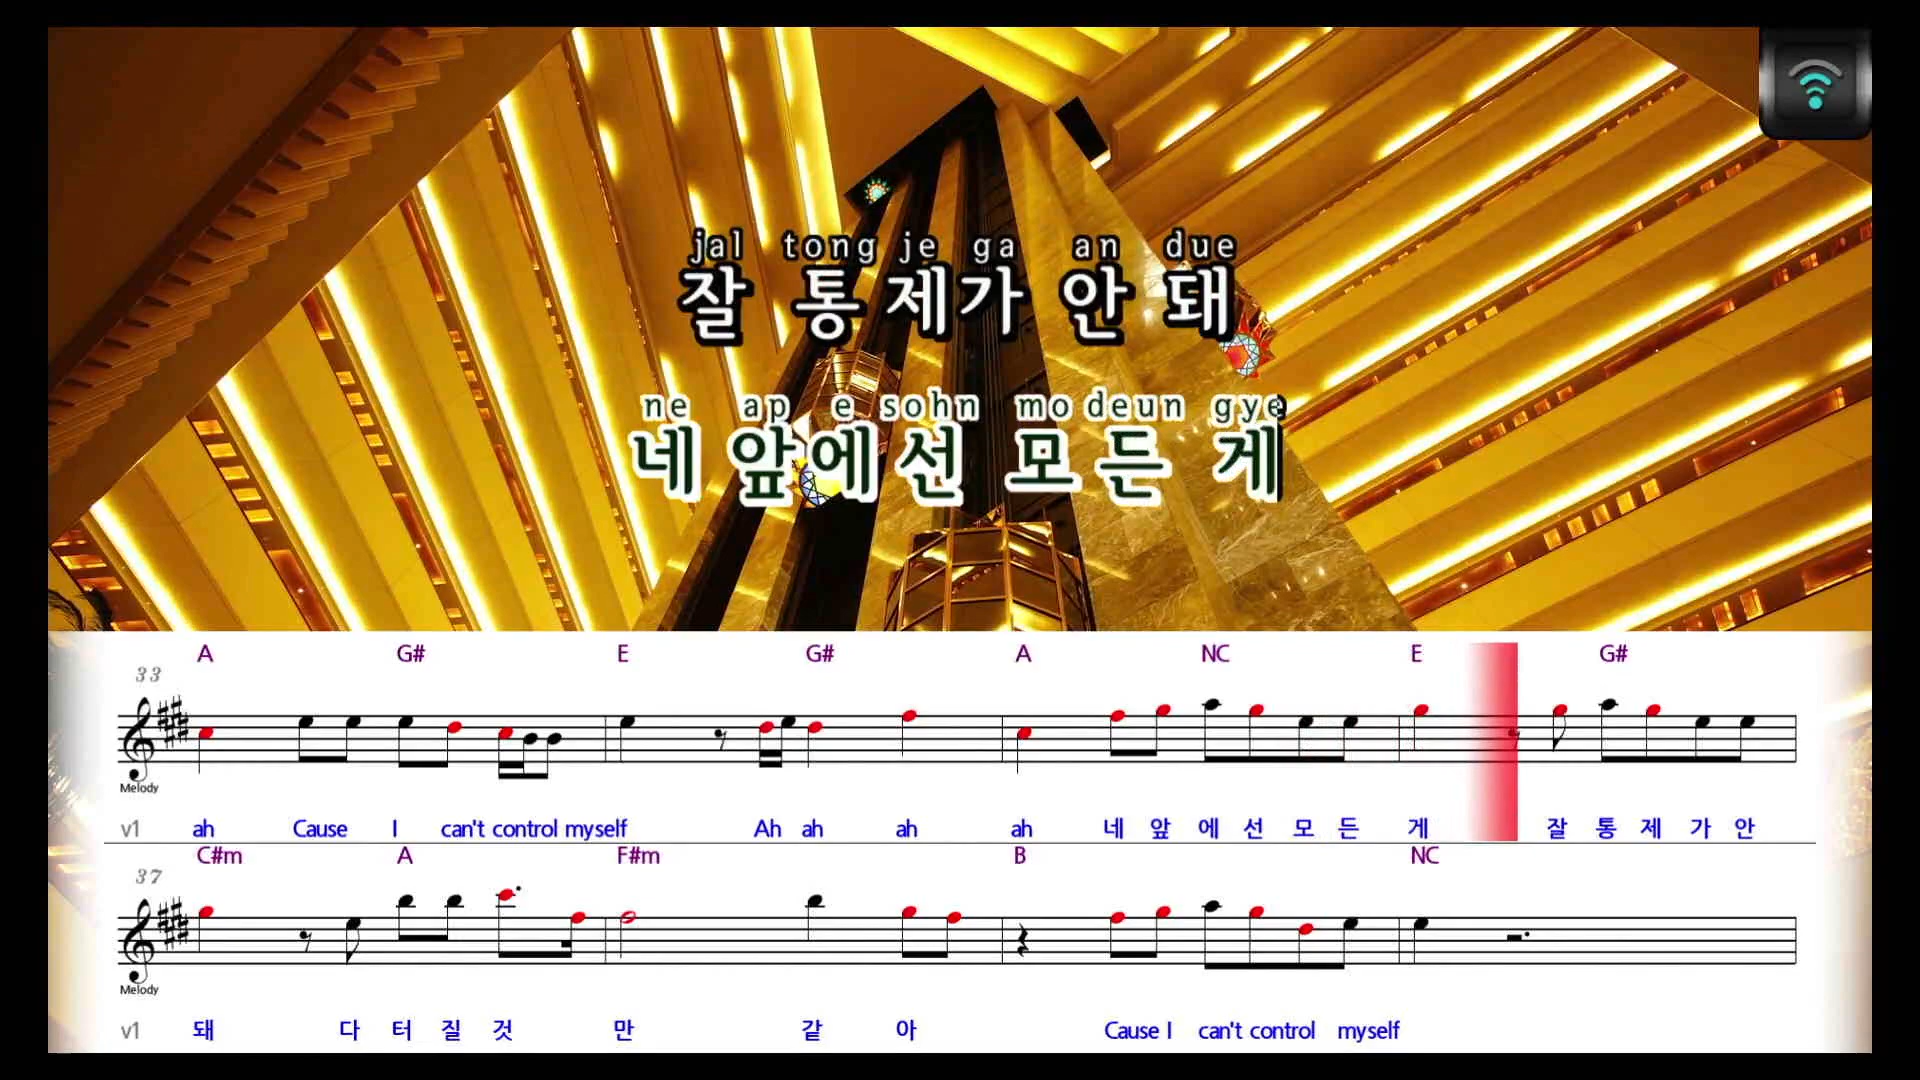 jal tong je ga an due
잘 통제가 안 돼
ne ap e sohn mo deun gye
네 앞에선 모든 게
A G# E G# A NC E G#
33
Melody
v1 ah Cause I can't control myself Ah ah ah ah 네 앞 에 선 모 든 게 잘 통 제 가 안
C#m A F#m B NC
37
Melody
v1 돼 다 터 질 것 만 같 아 Cause I can't control myself